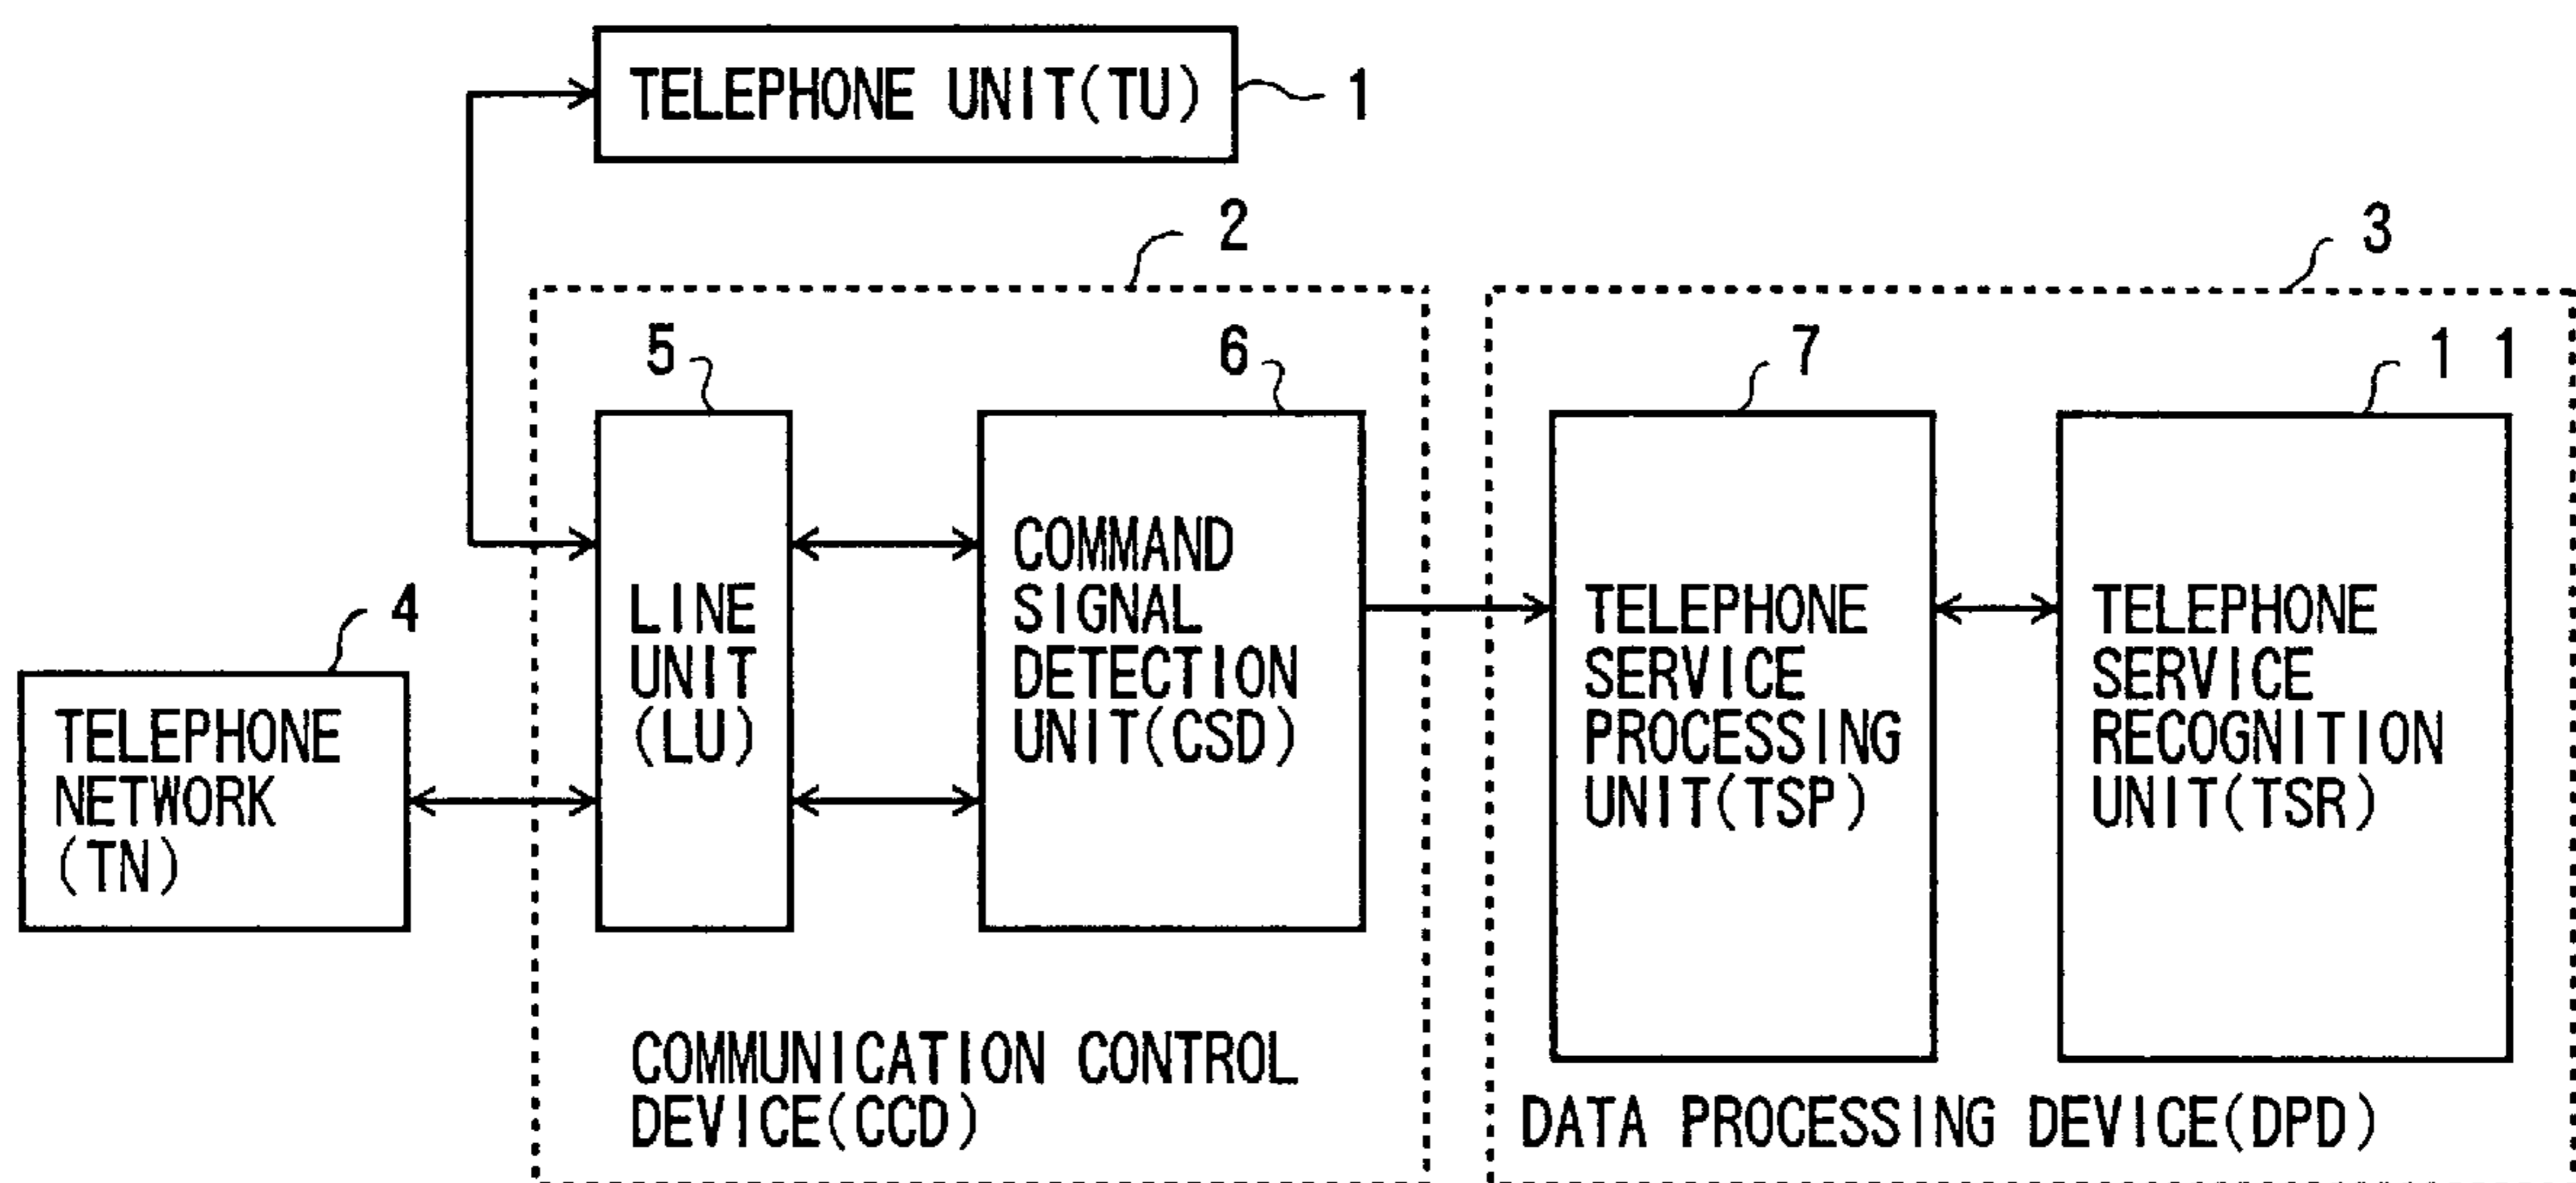 TELEPHONE UNIT(TU)
1
2
3
5
6
7
1 1
4
TELEPHONE
NETWORK
(TN)
LINE
UNIT
(LU)
COMMAND
SIGNAL
DETECTION
UNIT(CSD)
TELEPHONE
SERVICE
PROCESSING
UNIT(TSP)
TELEPHONE
SERVICE
RECOGNITION
UNIT(TSR)
COMMUNICATION CONTROL
DEVICE(CCD)
DATA PROCESSING DEVICE(DPD)